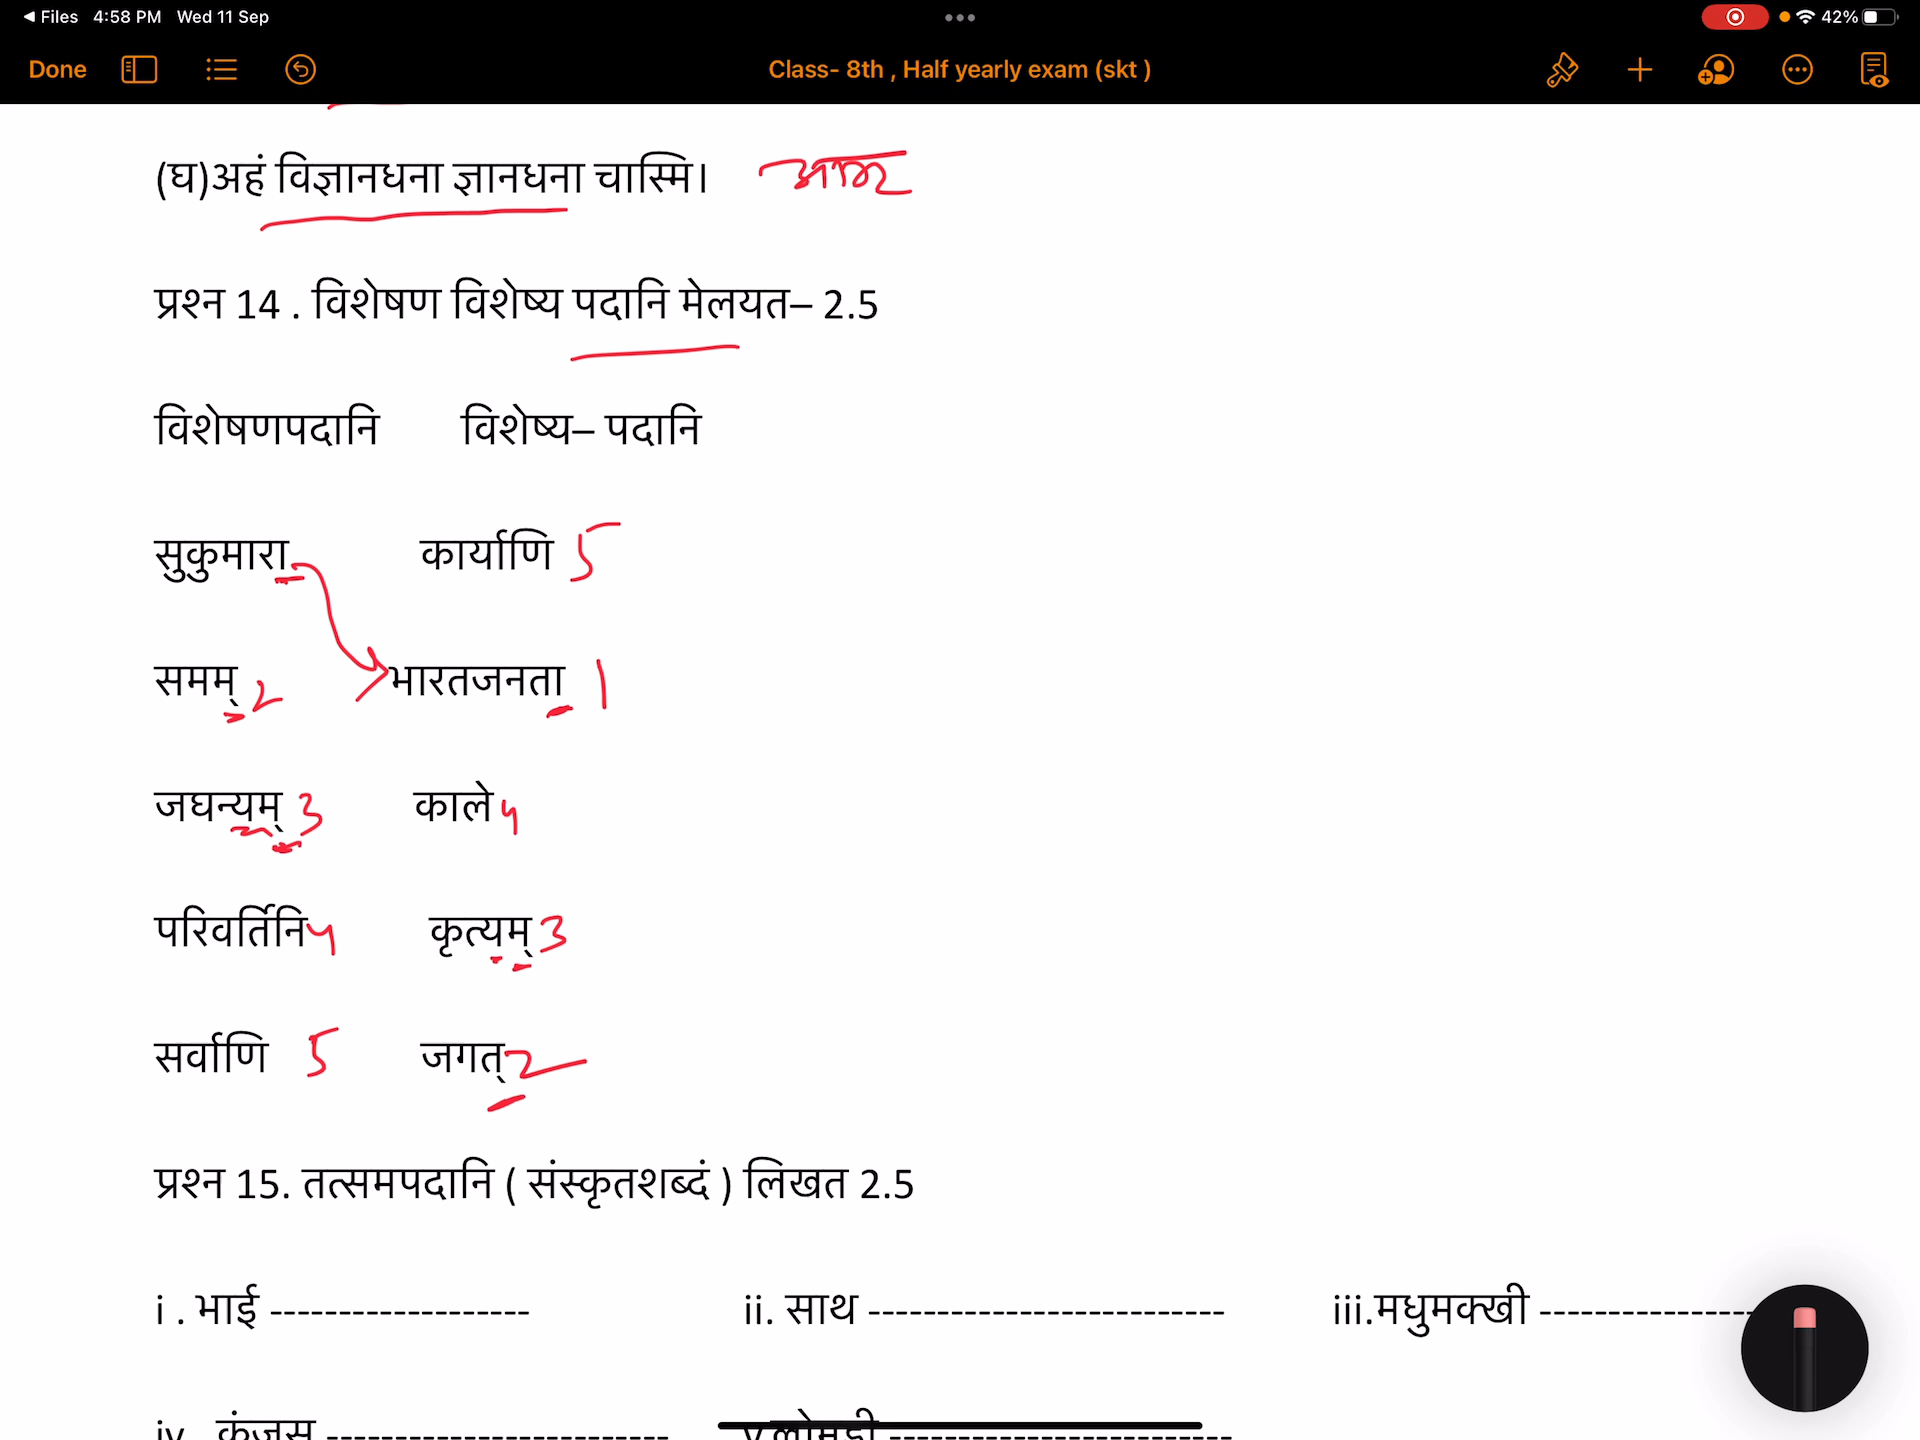 Files 4:58 PM Wed 11 Sep 42%
Done Class- 8th , Half yearly exam (skt )
(घ)अहं विज्ञानधना ज्ञानधना चास्मि।
प्रश्न 14 . विशेषण विशेष्य पदानि मेलयत– 2.5
विशेषणपदानि विशेष्य– पदानि
सुकुमारा कार्याणि 5
समम् 2 भारतजनता 1
जघन्यम् 3 काले 4
परिवर्तिनि 4 कृत्यम् 3
सर्वाणि 5 जगत् 2
प्रश्न 15. तत्समपदानि ( संस्कृतशब्दं ) लिखत 2.5
i . भाई ------------------- ii. साथ -------------------------- iii.मधुमक्खी ----------------
iv . कंजूस ------------------------- v.लोमड़ी -------------------------